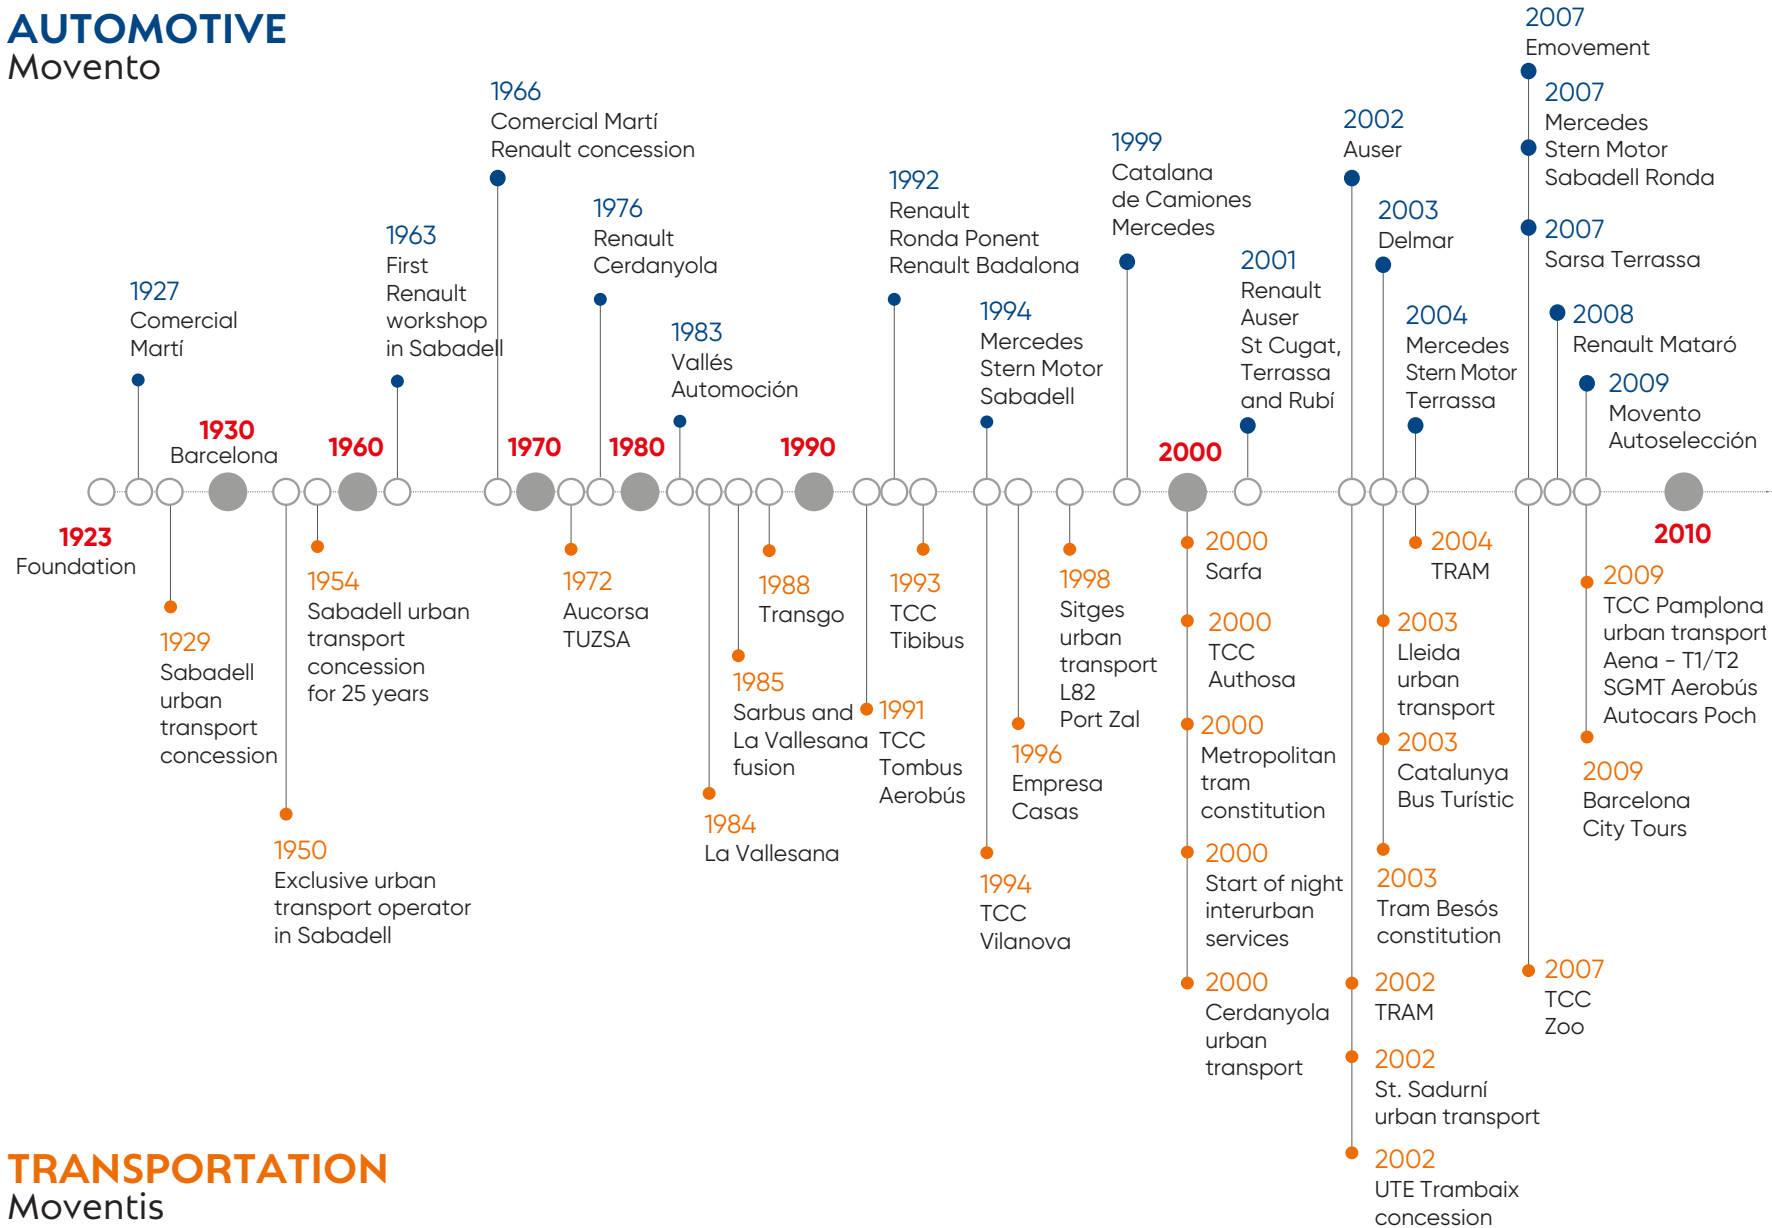 AUTOMOTIVE
Movento
1927
Comercial
Martí
1963
First
Renault
workshop
in Sabadell
1966
Comercial Martí
Renault concession
1976
Renault
Cerdanyola
1983
Vallés
Automoción
1992
Renault
Ronda Ponent
Renault Badalona
1994
Mercedes
Stern Motor
Sabadell
1999
Catalana
de Camiones
Mercedes
2001
Renault
Auser
St Cugat,
Terrassa
and Rubí
2002
Auser
2003
Delmar
2004
Mercedes
Stern Motor
Terrassa
2007
Emovement
2007
Mercedes
Stern Motor
Sabadell Ronda
2007
Sarsa Terrassa
2008
Renault Mataró
2009
Movento
Autoselección
1923
Foundation
1930
Barcelona
1960
1970
1980
1990
2000
2010
1929
Sabadell
urban
transport
concession
1950
Exclusive urban
transport operator
in Sabadell
1954
Sabadell urban
transport
concession
for 25 years
1972
Aucorsa
TUZSA
1984
La Vallesana
1985
Sarbus and
La Vallesana
fusion
1988
Transgo
1991
TCC
Tombus
Aerobús
1993
TCC
Tibibus
1994
TCC
Vilanova
1996
Empresa
Casas
1998
Sitges
urban
transport
L82
Port Zal
2000
Sarfa
2000
TCC
Authosa
2000
Metropolitan
tram
constitution
2000
Start of night
interurban
services
2000
Cerdanyola
urban
transport
2002
TRAM
2002
St. Sadurní
urban transport
2002
UTE Trambaix
concession
2003
Lleida
urban
transport
2003
Catalunya
Bus Turístic
2003
Tram Besós
constitution
2004
TRAM
2007
TCC
Zoo
2009
TCC Pamplona
urban transport
Aena - T1/T2
SGMT Aerobús
Autocars Poch
2009
Barcelona
City Tours
TRANSPORTATION
Moventis